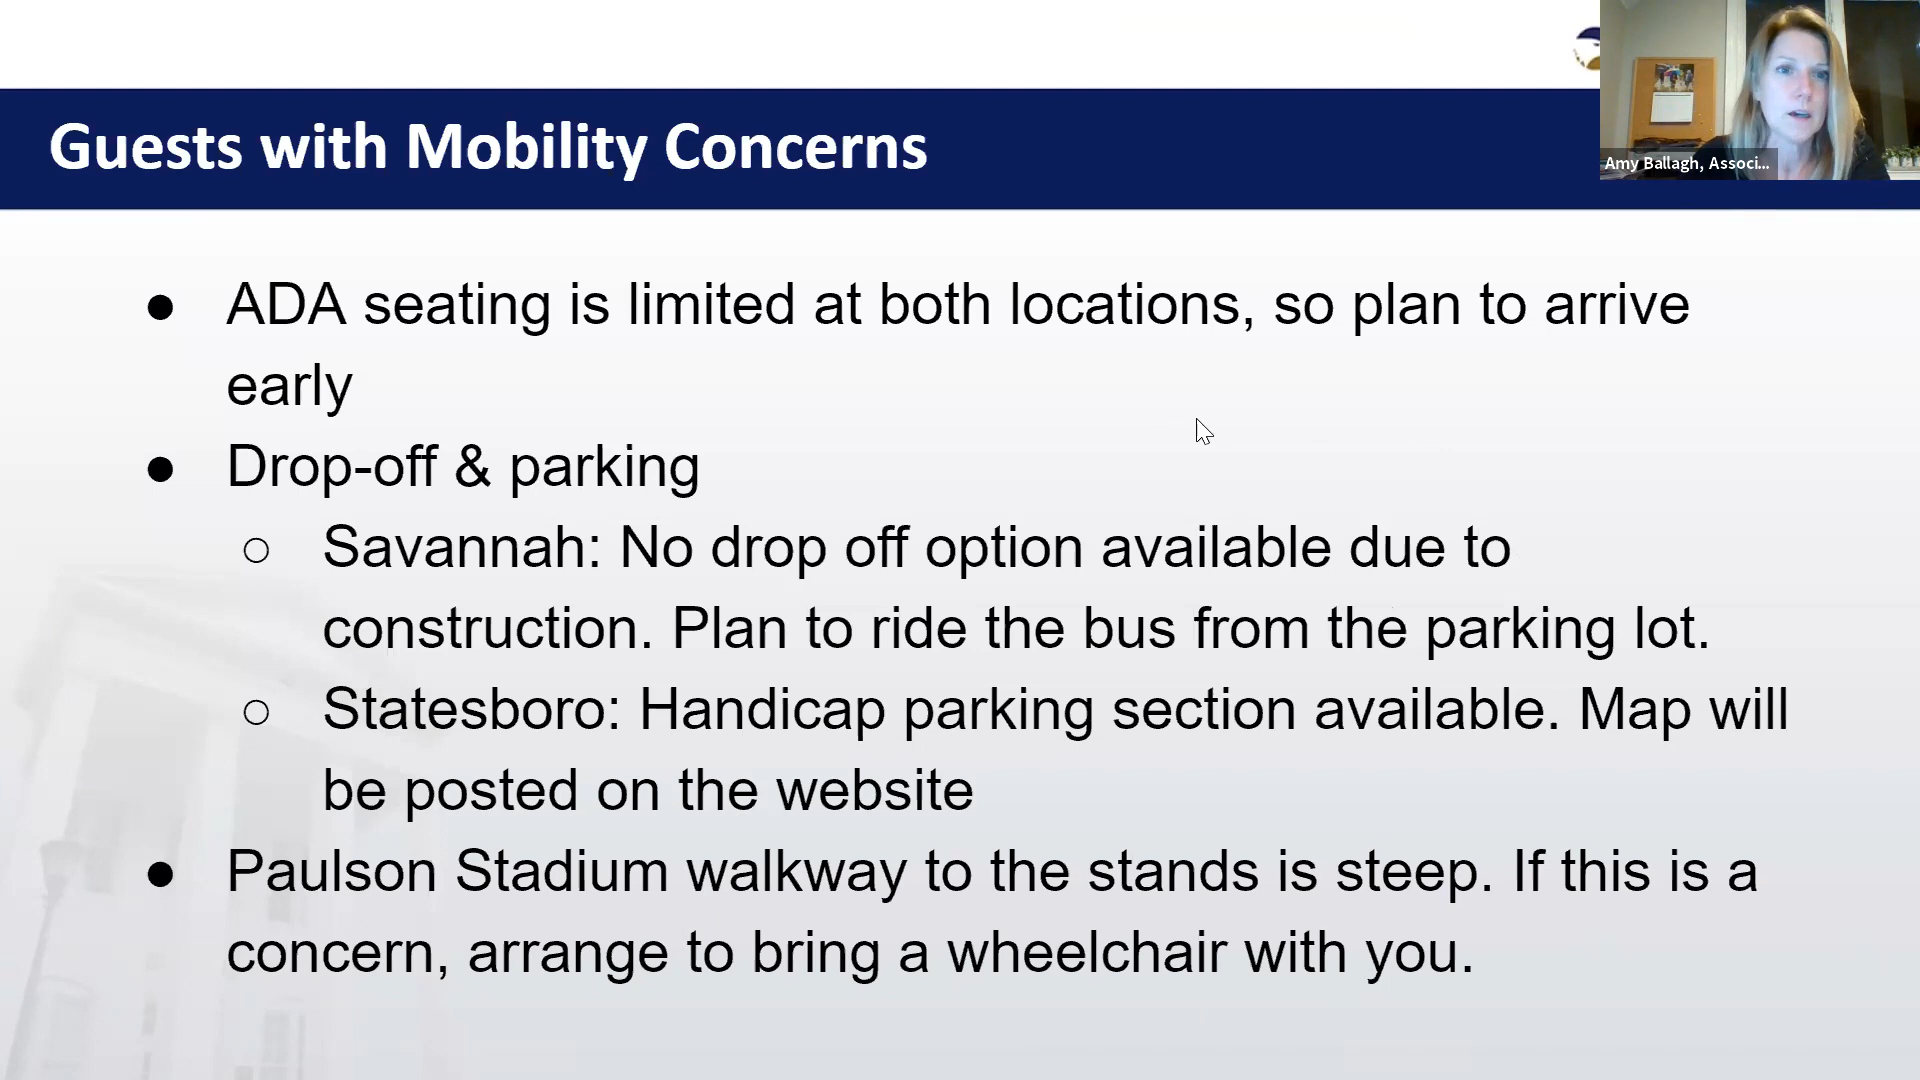 Guests with Mobility Concerns
Amy Ballagh, Associ...
● ADA seating is limited at both locations, so plan to arrive
early
● Drop-off & parking
○ Savannah: No drop off option available due to
construction. Plan to ride the bus from the parking lot.
○ Statesboro: Handicap parking section available. Map will
be posted on the website
● Paulson Stadium walkway to the stands is steep. If this is a
concern, arrange to bring a wheelchair with you.